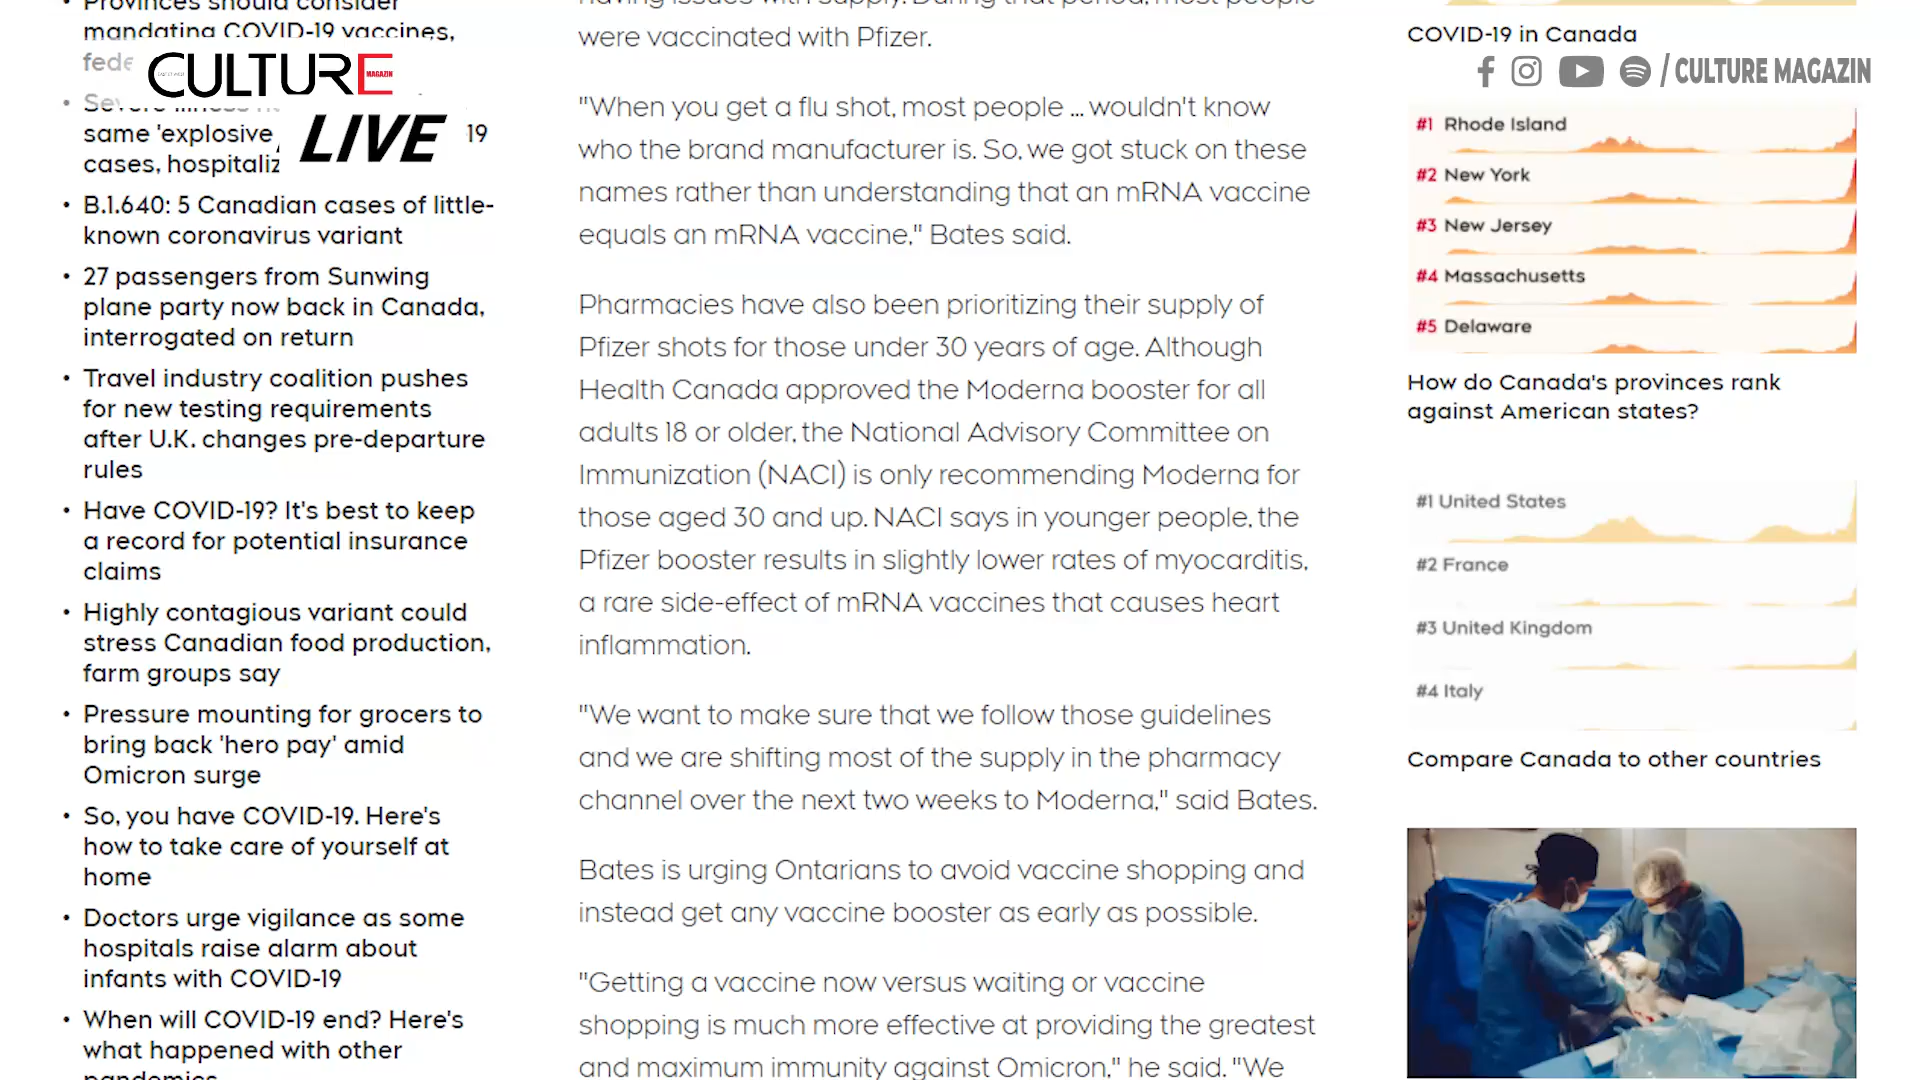 Provinces should consider
mandating COVID-19 vaccines,
fede
Severe illness
same 'explosive
19
cases, hospitaliz
• B.1.640: 5 Canadian cases of little-
known coronavirus variant
• 27 passengers from Sunwing
plane party now back in Canada,
interrogated on return
• Travel industry coalition pushes
for new testing requirements
after U.K. changes pre-departure
rules
• Have COVID-19? It's best to keep
a record for potential insurance
claims
• Highly contagious variant could
stress Canadian food production,
farm groups say
• Pressure mounting for grocers to
bring back 'hero pay' amid
Omicron surge
• So, you have COVID-19. Here's
how to take care of yourself at
home
• Doctors urge vigilance as some
hospitals raise alarm about
infants with COVID-19
• When will COVID-19 end? Here's
what happened with other
pandemics
CULTURE
MAGAZIN
LIVE
having issues with supply. During that period, most people
were vaccinated with Pfizer.
"When you get a flu shot, most people ... wouldn't know
who the brand manufacturer is. So, we got stuck on these
names rather than understanding that an mRNA vaccine
equals an mRNA vaccine," Bates said.
Pharmacies have also been prioritizing their supply of
Pfizer shots for those under 30 years of age. Although
Health Canada approved the Moderna booster for all
adults 18 or older, the National Advisory Committee on
Immunization (NACI) is only recommending Moderna for
those aged 30 and up. NACI says in younger people, the
Pfizer booster results in slightly lower rates of myocarditis,
a rare side-effect of mRNA vaccines that causes heart
inflammation.
"We want to make sure that we follow those guidelines
and we are shifting most of the supply in the pharmacy
channel over the next two weeks to Moderna," said Bates.
Bates is urging Ontarians to avoid vaccine shopping and
instead get any vaccine booster as early as possible.
"Getting a vaccine now versus waiting or vaccine
shopping is much more effective at providing the greatest
and maximum immunity against Omicron," he said. "We
COVID-19 in Canada
/ CULTURE MAGAZIN
#1 Rhode Island
#2 New York
#3 New Jersey
#4 Massachusetts
#5 Delaware
How do Canada's provinces rank
against American states?
#1 United States
#2 France
#3 United Kingdom
#4 Italy
Compare Canada to other countries